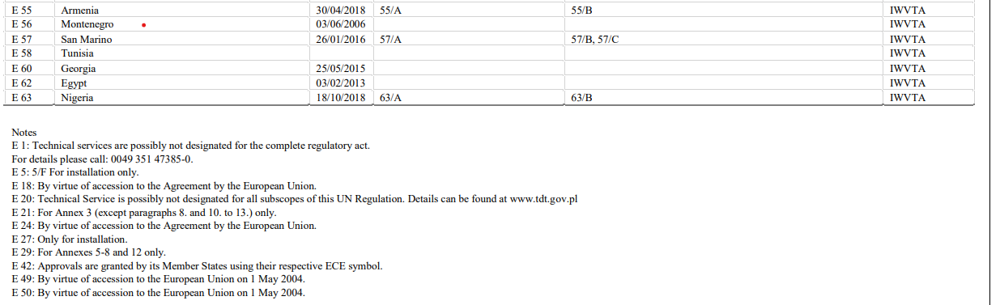 E 55 Armenia 30/04/2018 55/A 55/B IWVTA
E 56 Montenegro 03/06/2006 IWVTA
E 57 San Marino 26/01/2016 57/A 57/B, 57/C IWVTA
E 58 Tunisia IWVTA
E 60 Georgia 25/05/2015 IWVTA
E 62 Egypt 03/02/2013 IWVTA
E 63 Nigeria 18/10/2018 63/A 63/B IWVTA
Notes
E 1: Technical services are possibly not designated for the complete regulatory act.
For details please call: 0049 351 47385-0.
E 5: 5/F For installation only.
E 18: By virtue of accession to the Agreement by the European Union.
E 20: Technical Service is possibly not designated for all subscopes of this UN Regulation. Details can be found at www.tdt.gov.pl
E 21: For Annex 3 (except paragraphs 8. and 10. to 13.) only.
E 24: By virtue of accession to the Agreement by the European Union.
E 27: Only for installation.
E 29: For Annexes 5-8 and 12 only.
E 42: Approvals are granted by its Member States using their respective ECE symbol.
E 49: By virtue of accession to the European Union on 1 May 2004.
E 50: By virtue of accession to the European Union on 1 May 2004.